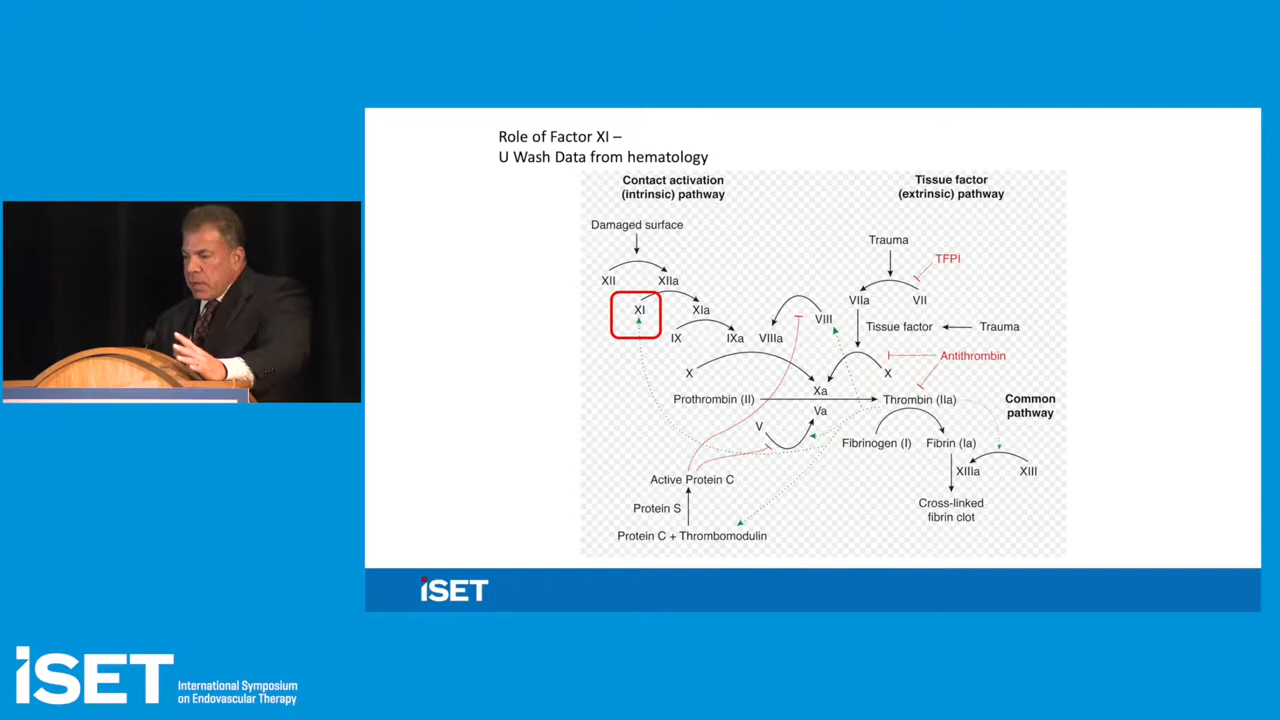 Role of Factor XI –
U Wash Data from hematology
Contact activation
(intrinsic) pathway
Tissue factor
(extrinsic) pathway
Damaged surface
Trauma
TFPI
XII
XIIa
XI
XIa
VIIa
VII
VIII
Tissue factor
Trauma
IX
IXa
VIIIa
Antithrombin
X
X
Xa
Prothrombin (II)
Thrombin (IIa)
Common
pathway
Va
V
Fibrinogen (I)
Fibrin (Ia)
XIIIa
XIII
Active Protein C
Protein S
Cross-linked
fibrin clot
Protein C + Thrombomodulin
iSET
iSET
International Symposium
on Endovascular Therapy